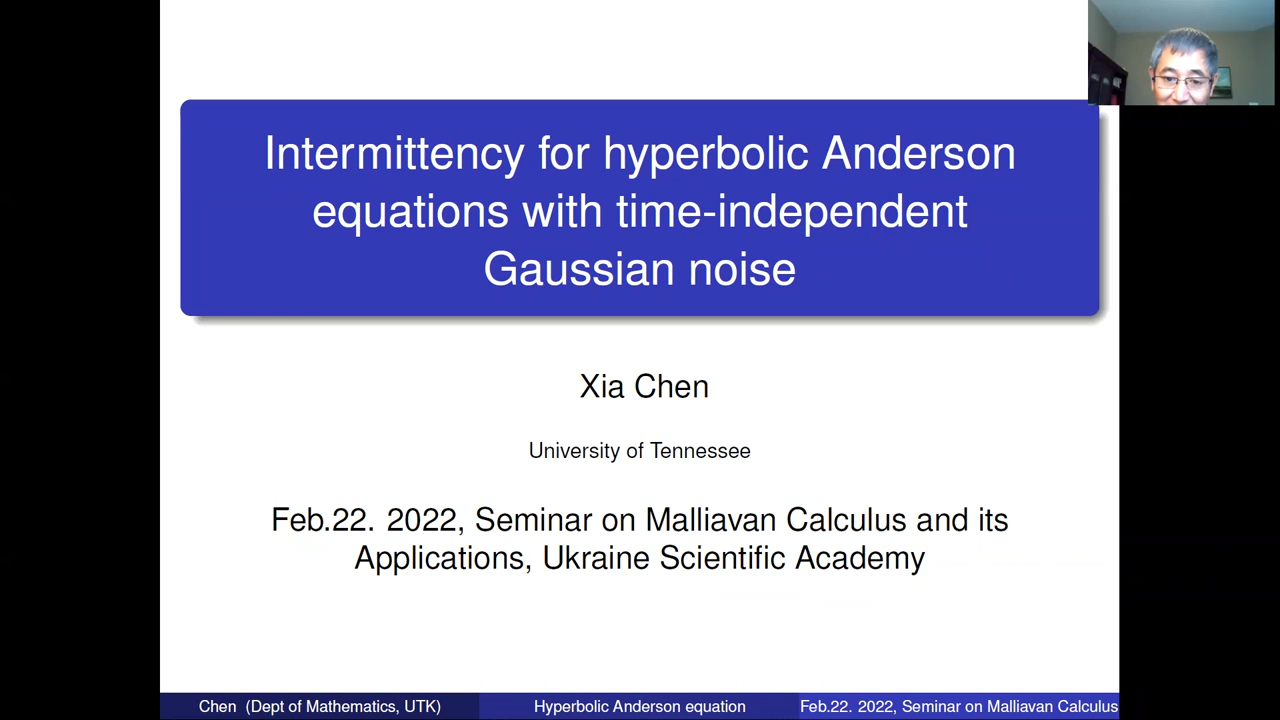 Intermittency for hyperbolic Anderson
equations with time-independent
Gaussian noise
Xia Chen
University of Tennessee
Feb.22. 2022, Seminar on Malliavan Calculus and its
Applications, Ukraine Scientific Academy
Chen (Dept of Mathematics, UTK)
Hyperbolic Anderson equation
Feb.22. 2022, Seminar on Malliavan Calculus